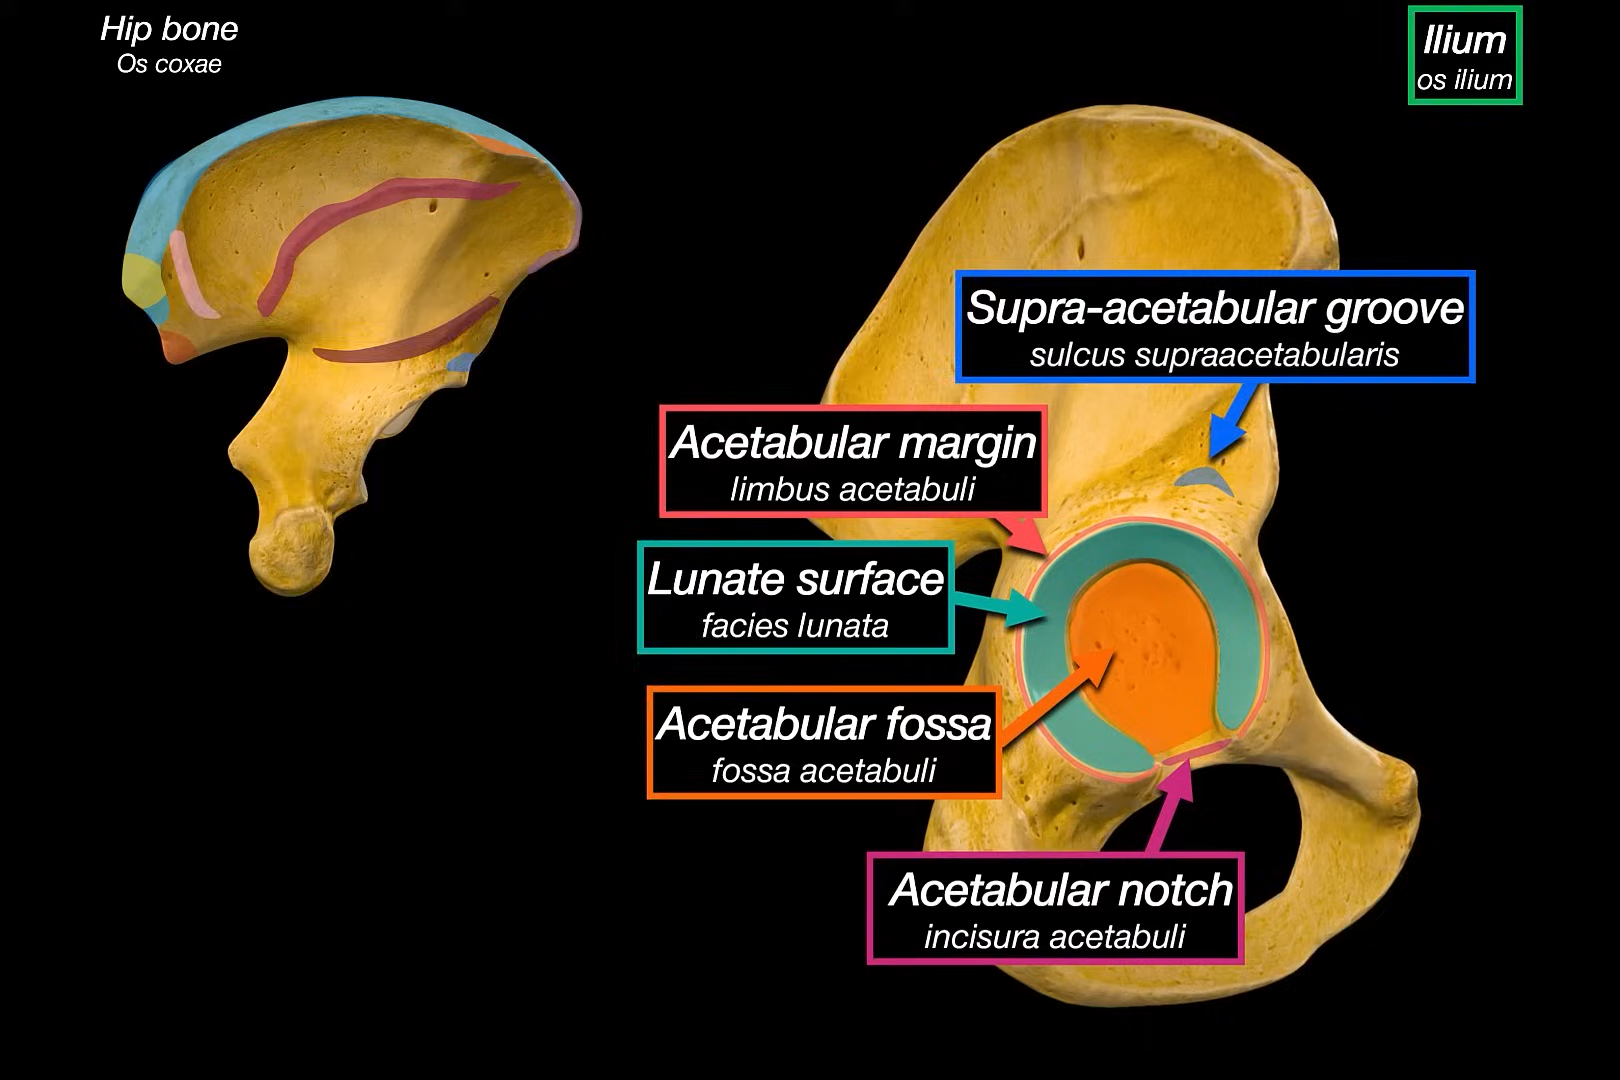 Hip bone
Os coxae
Ilium
os ilium
Supra-acetabular groove
sulcus supraacetabularis
Acetabular margin
limbus acetabuli
Lunate surface
facies lunata
Acetabular fossa
fossa acetabuli
Acetabular notch
incisura acetabuli